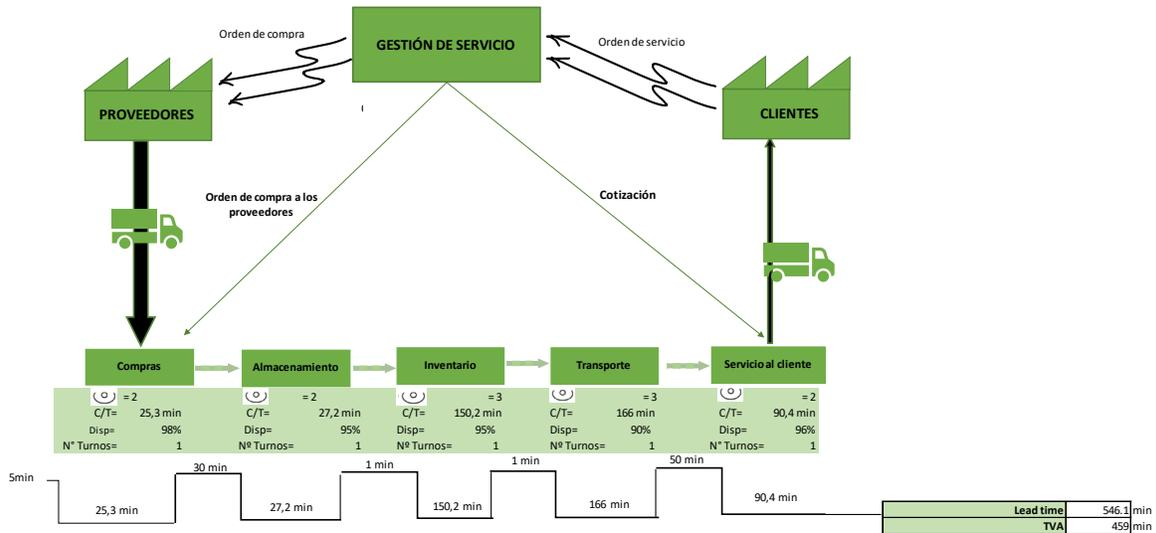 Orden de compra
GESTIÓN DE SERVICIO
Orden de servicio
PROVEEDORES
CLIENTES
Orden de compra a los
proveedores
Cotización
Compras
Almacenamiento
Inventario
Transporte
Servicio al cliente
= 2
= 2
= 3
= 3
= 2
C/T= 25,3 min
C/T= 27,2 min
C/T= 150,2 min
C/T= 166 min
C/T= 90,4 min
Disp= 98%
Disp= 95%
Disp= 95%
Disp= 90%
Disp= 96%
N° Turnos= 1
Nº Turnos= 1
Nº Turnos= 1
Nº Turnos= 1
Nº Turnos= 1
5min
30 min
1 min
1 min
50 min
25,3 min
27,2 min
150,2 min
166 min
90,4 min
Lead time 546.1 min
TVA 459 min